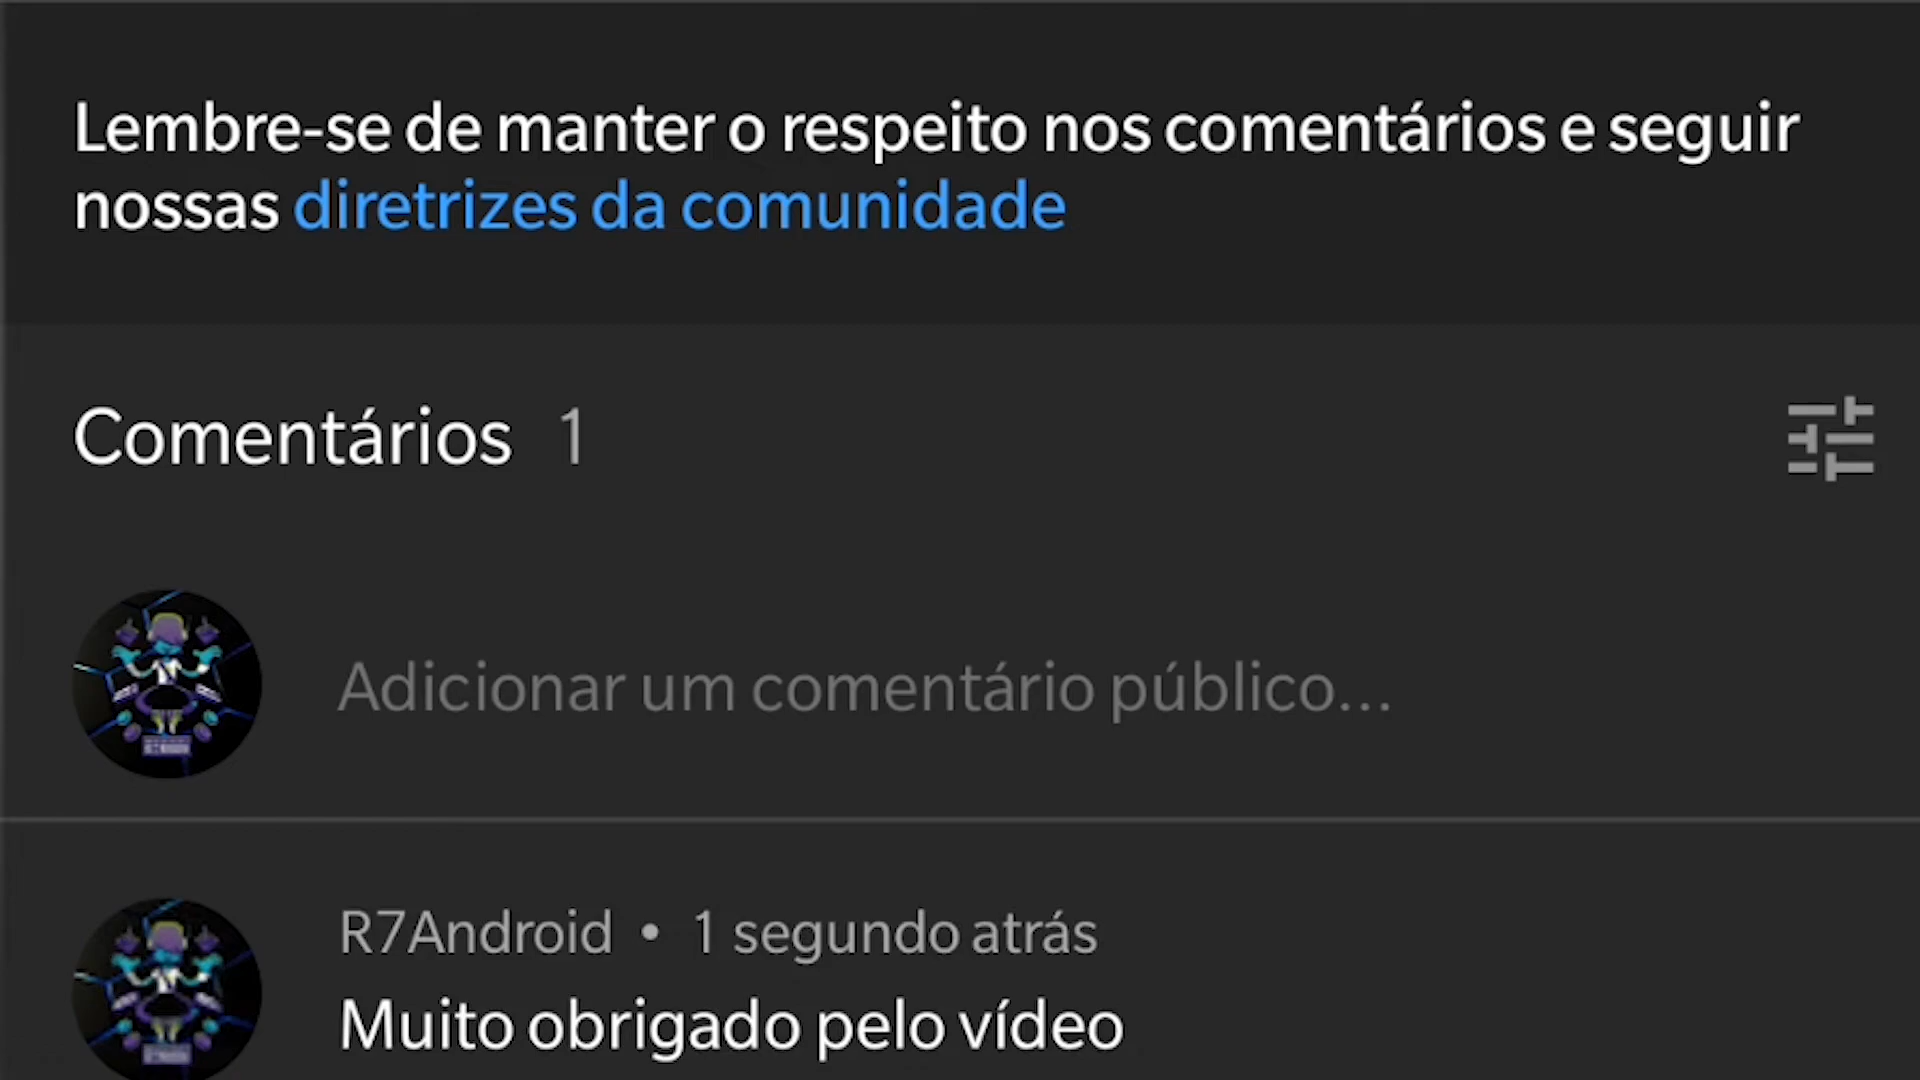 Lembre-se de manter o respeito nos comentários e seguir
nossas diretrizes da comunidade
Comentários 1
Adicionar um comentário público...
R7Android • 1 segundo atrás
Muito obrigado pelo vídeo